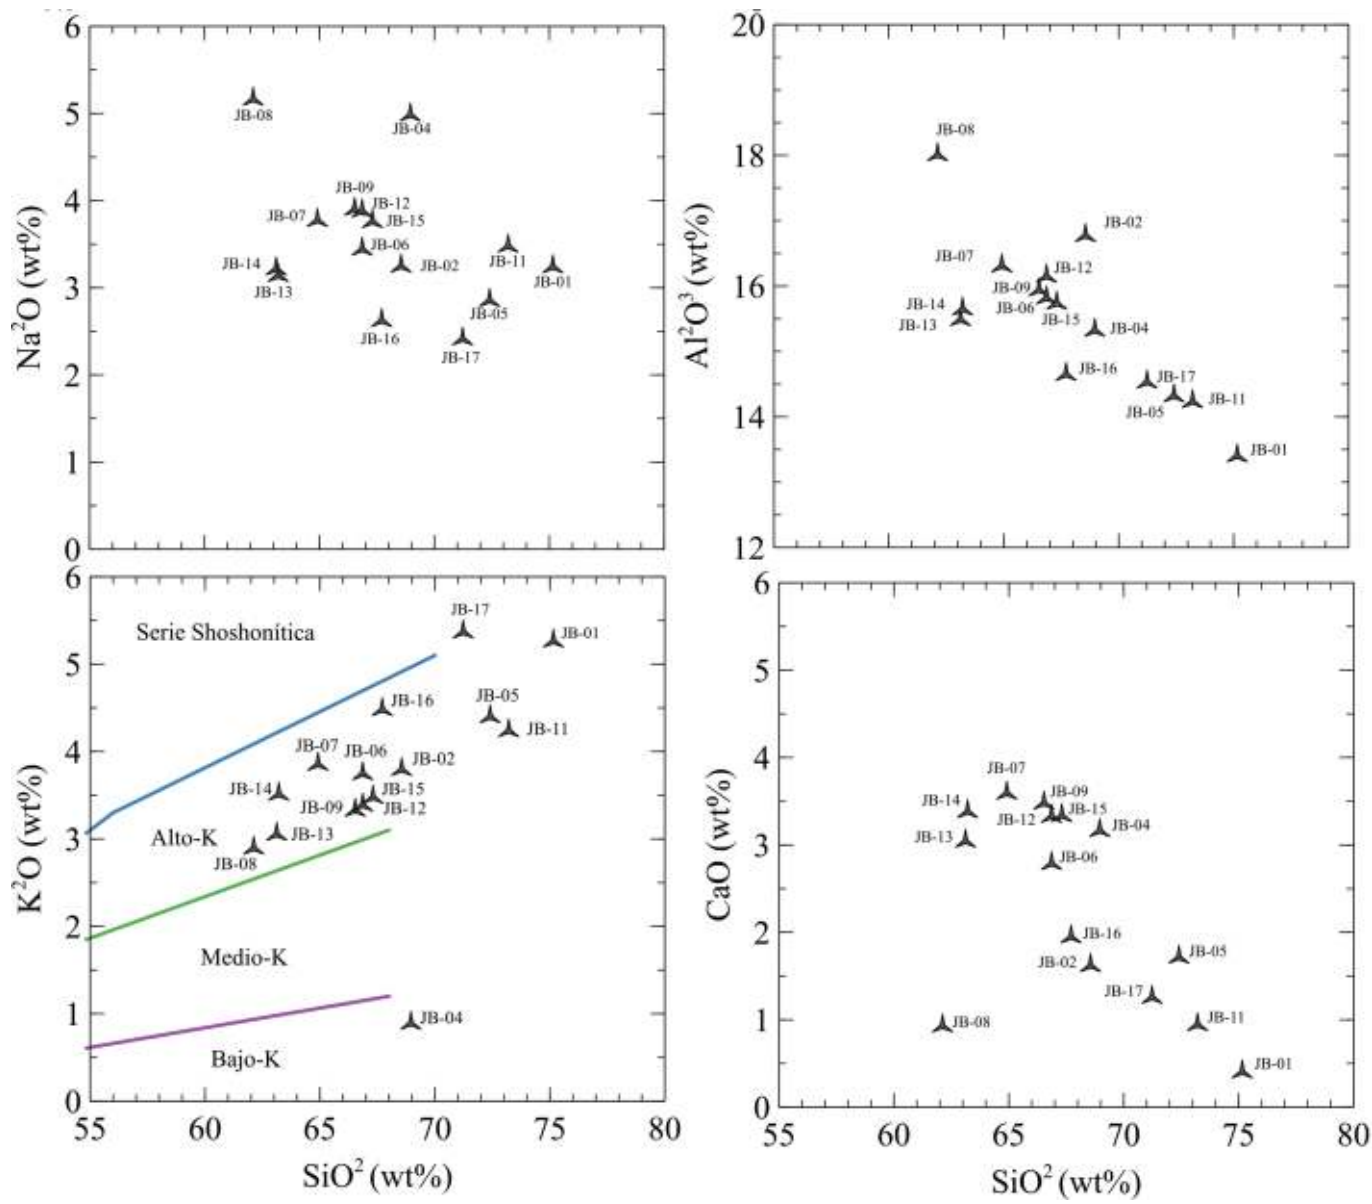 6
5
4
3
2
1
0
Na²O (wt%)
JB-08
JB-04
JB-09
JB-12
JB-07
JB-15
JB-06
JB-14
JB-02
JB-11
JB-13
JB-01
JB-05
JB-16
JB-17
20
18
16
14
12
Al²O³ (wt%)
JB-08
JB-02
JB-07
JB-12
JB-09
JB-14
JB-06
JB-15
JB-13
JB-04
JB-16
JB-17
JB-05
JB-11
JB-01
6
5
4
3
2
1
0
K²O (wt%)
Serie Shoshonítica
JB-17
JB-01
JB-16
JB-05
JB-11
JB-07
JB-06
JB-02
JB-14
JB-15
JB-09
JB-12
Alto-K
JB-13
JB-08
Medio-K
JB-04
Bajo-K
55
60
65
70
75
80
SiO² (wt%)
6
5
4
3
2
1
0
CaO (wt%)
JB-07
JB-14
JB-09
JB-15
JB-12
JB-04
JB-13
JB-06
JB-16
JB-02
JB-05
JB-17
JB-08
JB-11
JB-01
55
60
65
70
75
80
SiO² (wt%)